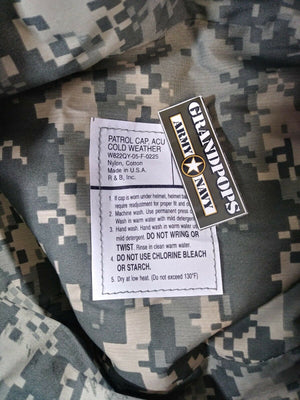 PATROL CAP, ACU
COLD WEATHER
W822QY-05-F-0225
Nylon, Cotton
Made in U.S.A.
R & B, Inc.
GRANDPOPS
ARMY NAVY
1. If cap is worn under helmet, helmet
require readjustment for proper fit and
2. Machine wash. Use permanent press
Wash in warm water with mild detergent.
3. Hand wash. Hand wash in warm water
mild detergent. DO NOT WRING OR
TWIST Rinse in clean warm water.
4. DO NOT USE CHLORINE BLEACH
OR STARCH.
5. Dry at low heat. (Do not exceed 130°F)